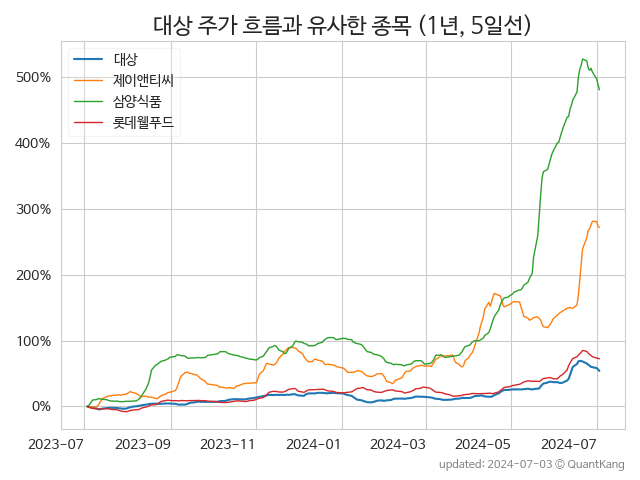 대상 주가 흐름과 유사한 종목 (1년, 5일선)
대상
제이앤티씨
삼양식품
롯데웰푸드
500%
400%
300%
200%
100%
0%
2023-07 2023-09 2023-11 2024-01 2024-03 2024-05 2024-07
updated: 2024-07-03 © QuantKang